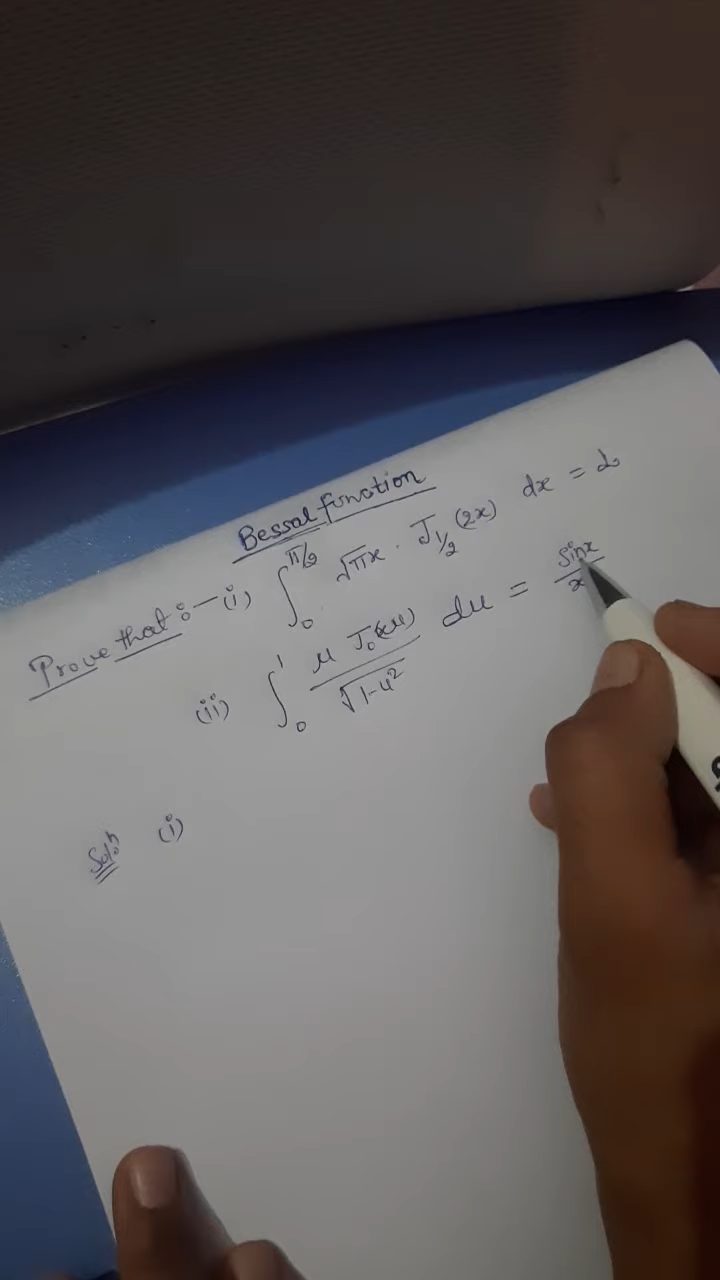 Bessal function
Prove that :- (i) ∫₀^{π/2} √πx · J_{1/2}(2x) dx = 1
(ii) ∫₀¹ (u J₀(xu))/√(1-u²) du = sinx/x
Solⁿ (i)